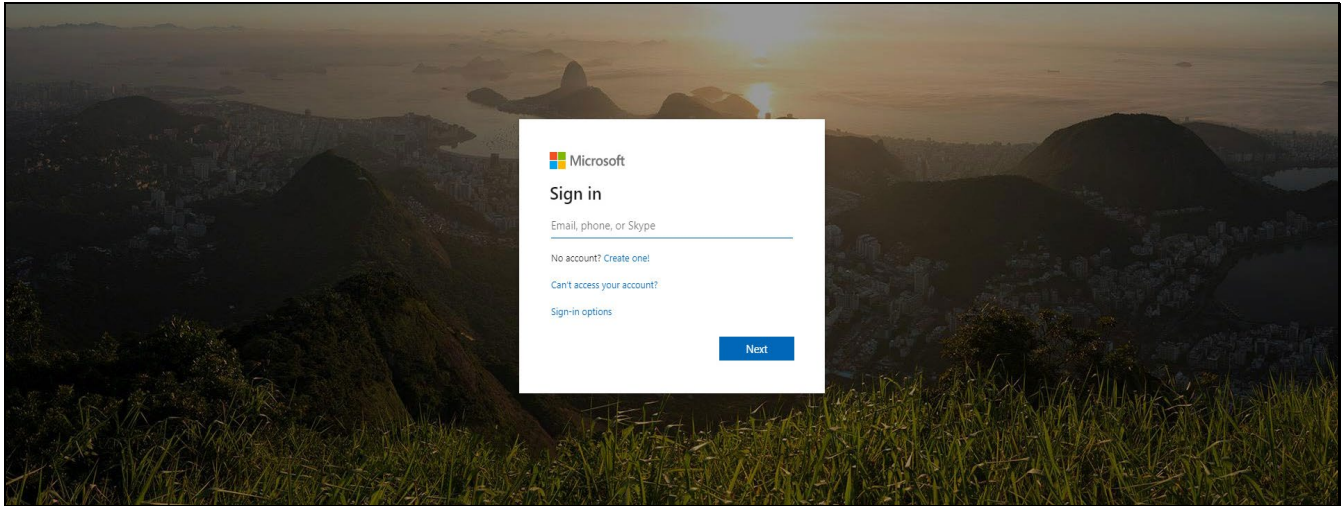 Microsoft
Sign in
Email, phone, or Skype
No account? Create one!
Can't access your account?
Sign-in options
Next